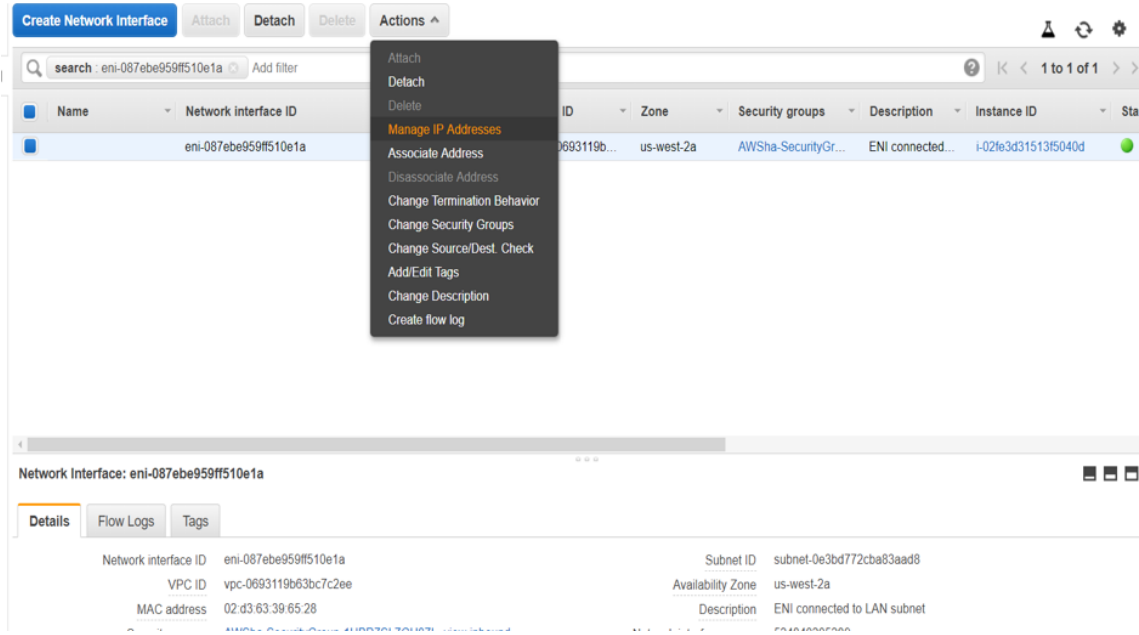 Create Network Interface Attach Detach Delete Actions
search : eni-087ebe959ff510e1a Add filter 1 to 1 of 1
Name Network interface ID ID Zone Security groups Description Instance ID Sta
eni-087ebe959ff510e1a 0693119b... us-west-2a AWSha-SecurityGr... ENI connected... i-02fe3d31513f5040d
Attach
Detach
Delete
Manage IP Addresses
Associate Address
Disassociate Address
Change Termination Behavior
Change Security Groups
Change Source/Dest. Check
Add/Edit Tags
Change Description
Create flow log
Network Interface: eni-087ebe959ff510e1a
Details Flow Logs Tags
Network interface ID eni-087ebe959ff510e1a Subnet ID subnet-0e3bd772cba83aad8
VPC ID vpc-0693119b63bc7c2ee Availability Zone us-west-2a
MAC address 02:d3:63:39:65:28 Description ENI connected to LAN subnet